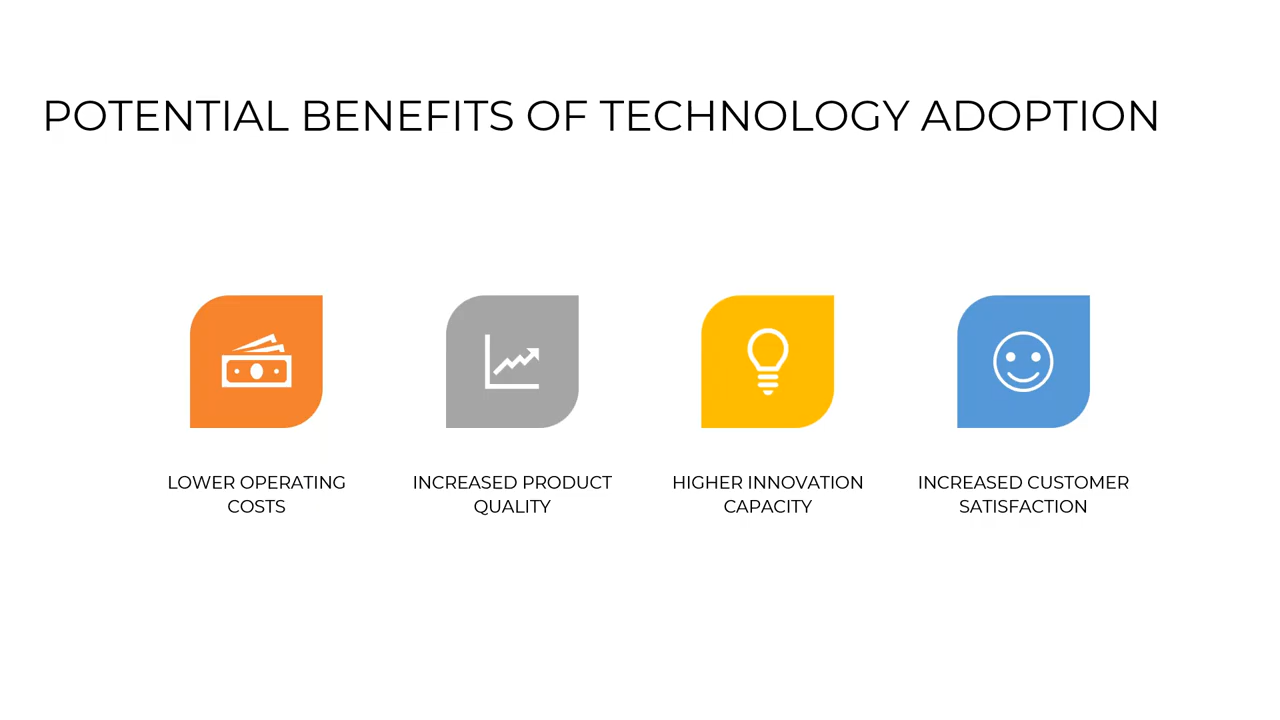 POTENTIAL BENEFITS OF TECHNOLOGY ADOPTION
LOWER OPERATING
COSTS
INCREASED PRODUCT
QUALITY
HIGHER INNOVATION
CAPACITY
INCREASED CUSTOMER
SATISFACTION